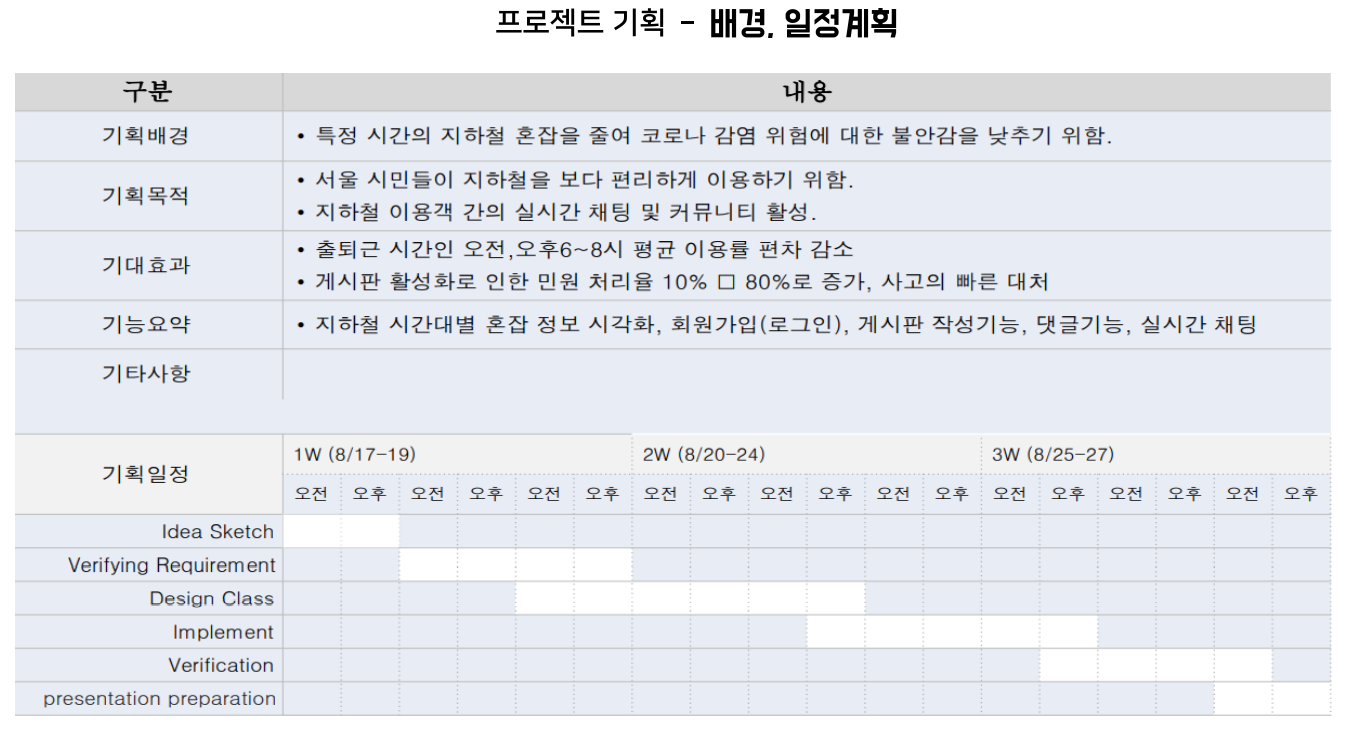 프로젝트 기획 - 배경, 일정계획
구분 내용
기획배경 • 특정 시간의 지하철 혼잡을 줄여 코로나 감염 위험에 대한 불안감을 낮추기 위함.
기획목적
• 서울 시민들이 지하철을 보다 편리하게 이용하기 위함.
• 지하철 이용객 간의 실시간 채팅 및 커뮤니티 활성.
기대효과
• 출퇴근 시간인 오전,오후6~8시 평균 이용률 편차 감소
• 게시판 활성화로 인한 민원 처리율 10% □ 80%로 증가, 사고의 빠른 대처
기능요약 • 지하철 시간대별 혼잡 정보 시각화, 회원가입(로그인), 게시판 작성기능, 댓글기능, 실시간 채팅
기타사항
기획일정
1W (8/17-19) 2W (8/20-24) 3W (8/25-27)
오전 오후 오전 오후 오전 오후 오전 오후 오전 오후 오전 오후 오전 오후 오전 오후 오전 오후
Idea Sketch
Verifying Requirement
Design Class
Implement
Verification
presentation preparation